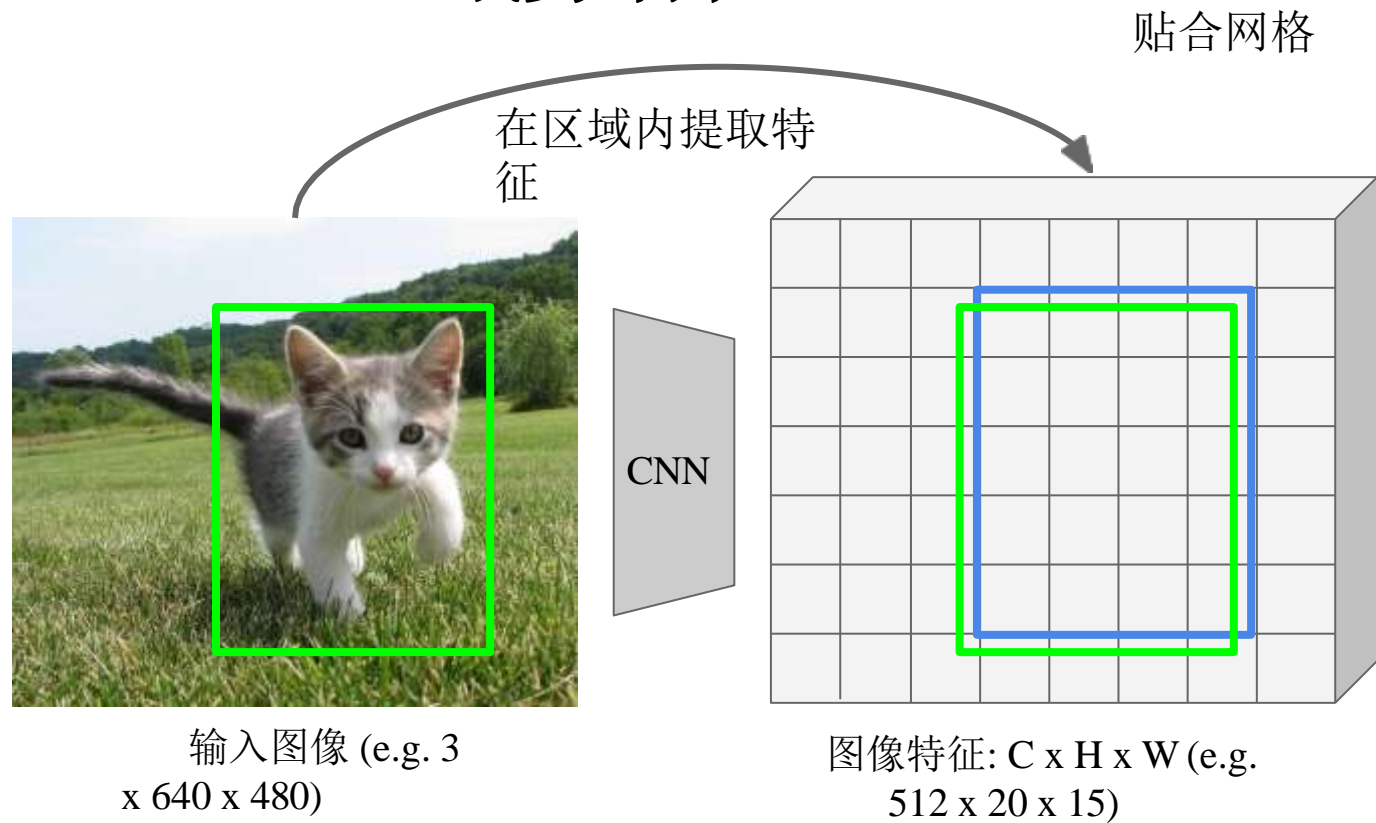 贴合网格
在区域内提取特
征
CNN
输入图像 (e.g. 3
x 640 x 480)
图像特征: C x H x W (e.g.
512 x 20 x 15)